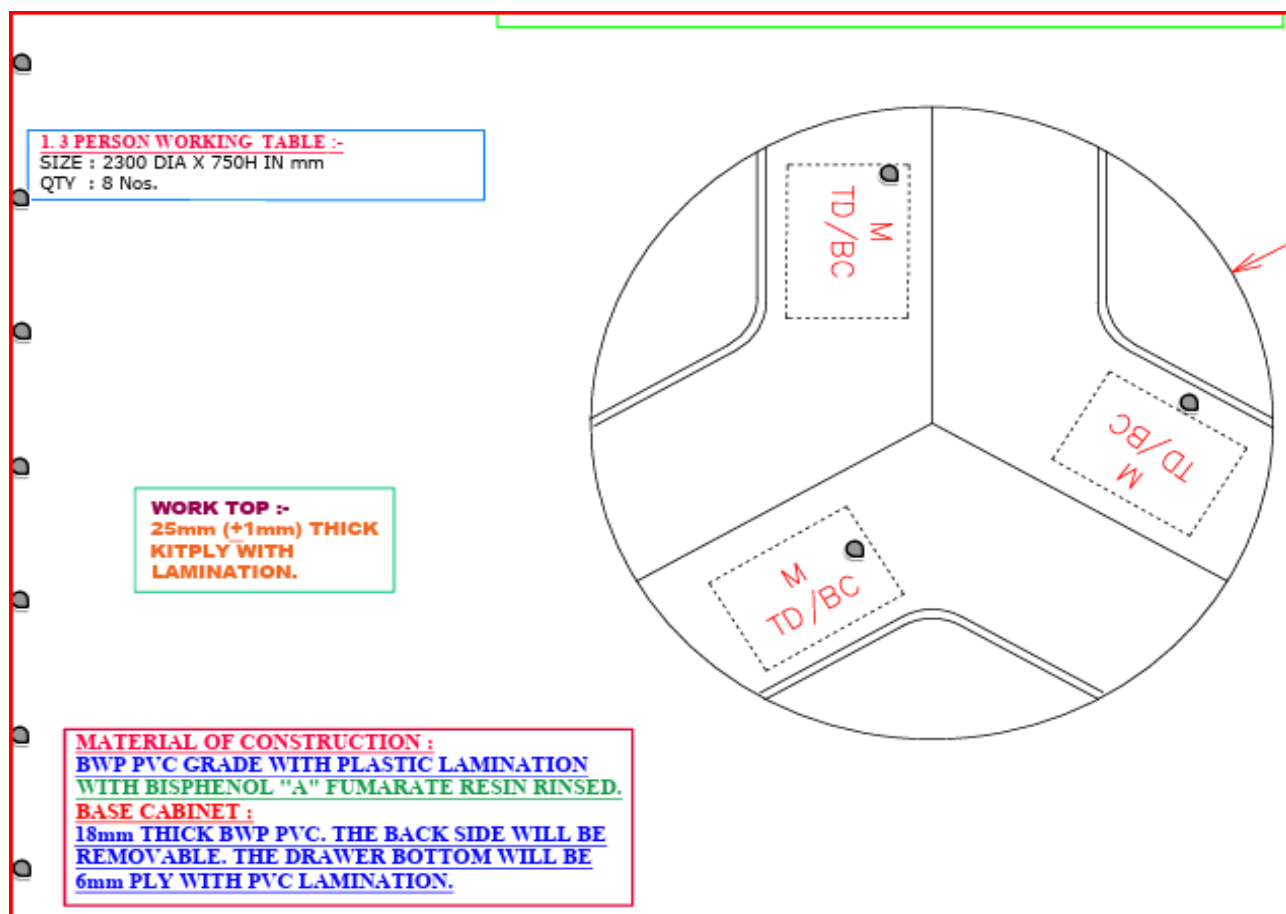 1. 3 PERSON WORKING TABLE :-
SIZE : 2300 DIA X 750H IN mm
QTY : 8 Nos.
M
TD/BC
M
TD/BC
M
TD/BC
WORK TOP :-
25mm (±1mm) THICK
KITPLY WITH
LAMINATION.
MATERIAL OF CONSTRUCTION :
BWP PVC GRADE WITH PLASTIC LAMINATION
WITH BISPHENOL "A" FUMARATE RESIN RINSED.
BASE CABINET :
18mm THICK BWP PVC. THE BACK SIDE WILL BE
REMOVABLE. THE DRAWER BOTTOM WILL BE
6mm PLY WITH PVC LAMINATION.